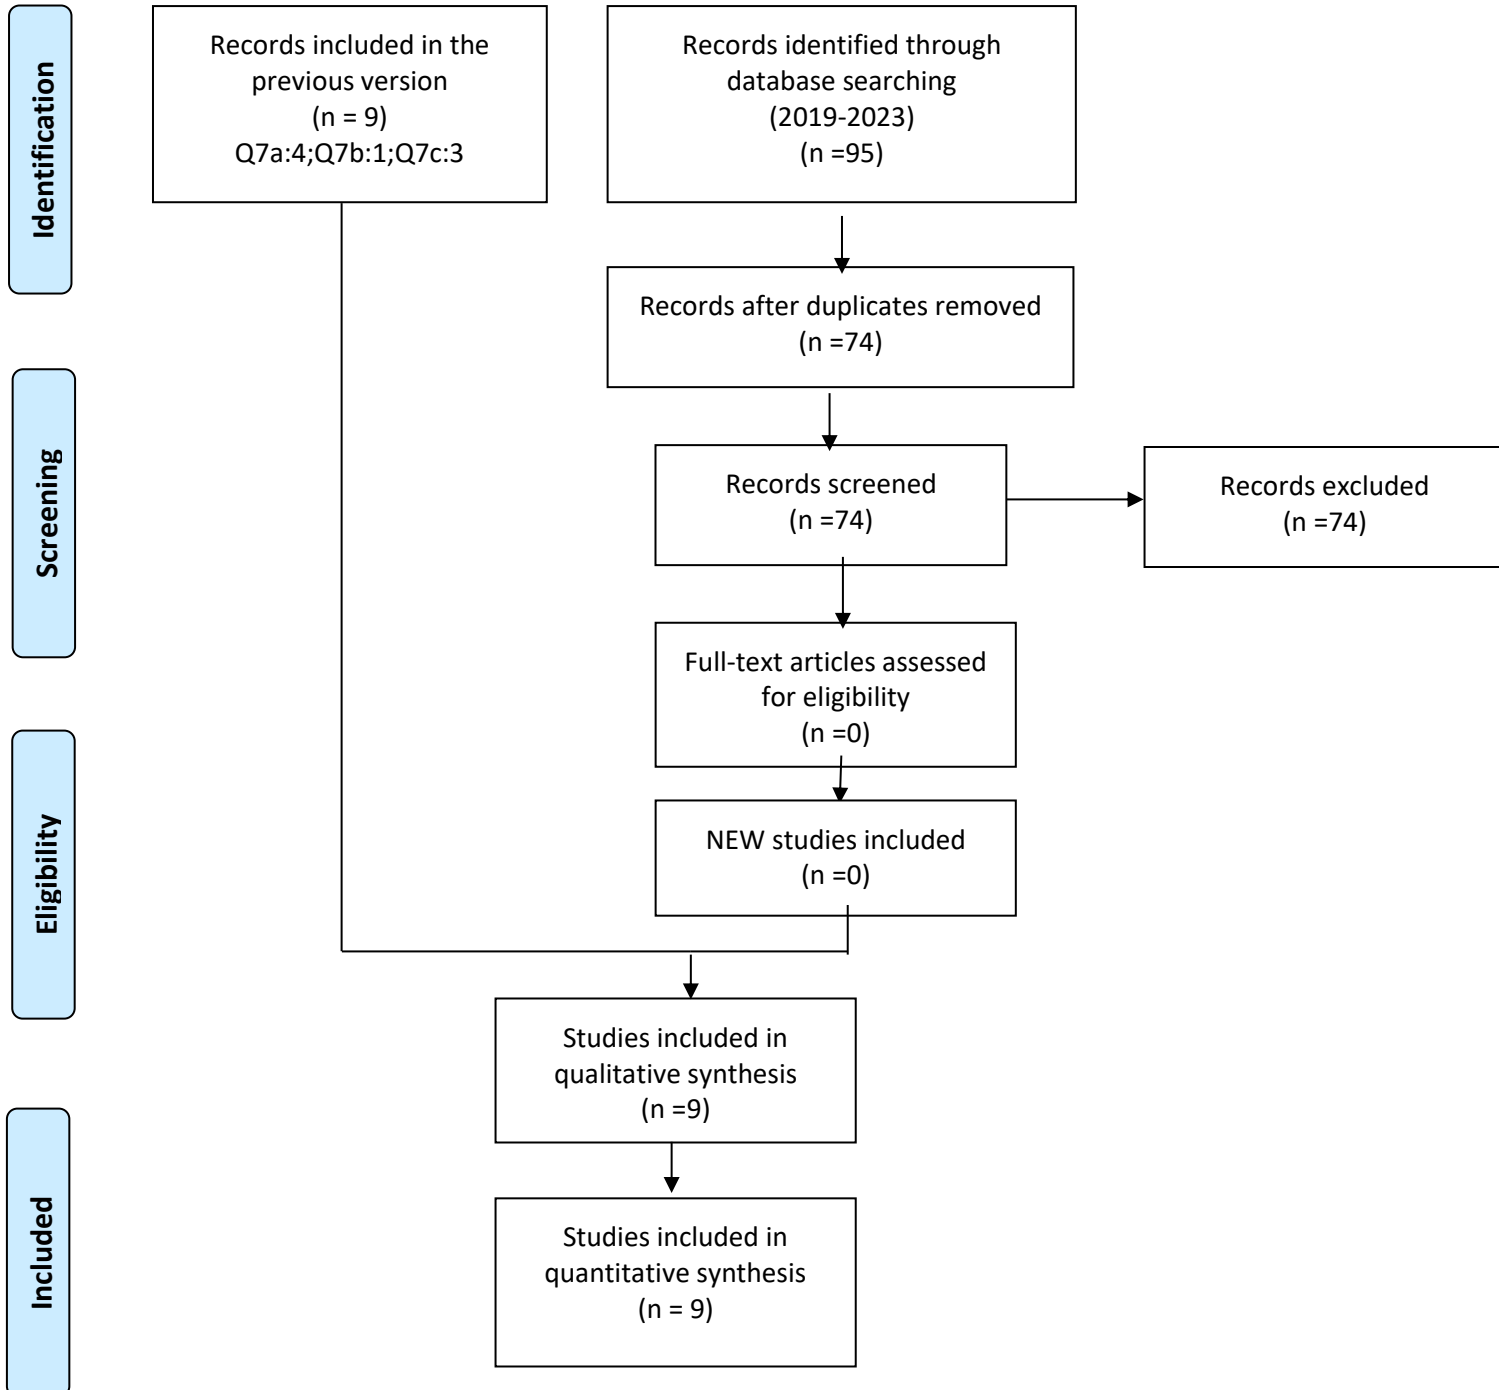 Identification
Records included in the
previous version
(n = 9)
Q7a:4;Q7b:1;Q7c:3
Records identified through
database searching
(2019-2023)
(n =95)
Records after duplicates removed
(n =74)
Screening
Records screened
(n =74)
Records excluded
(n =74)
Full-text articles assessed
for eligibility
(n =0)
Eligibility
NEW studies included
(n =0)
Studies included in
qualitative synthesis
(n =9)
Included
Studies included in
quantitative synthesis
(n = 9)